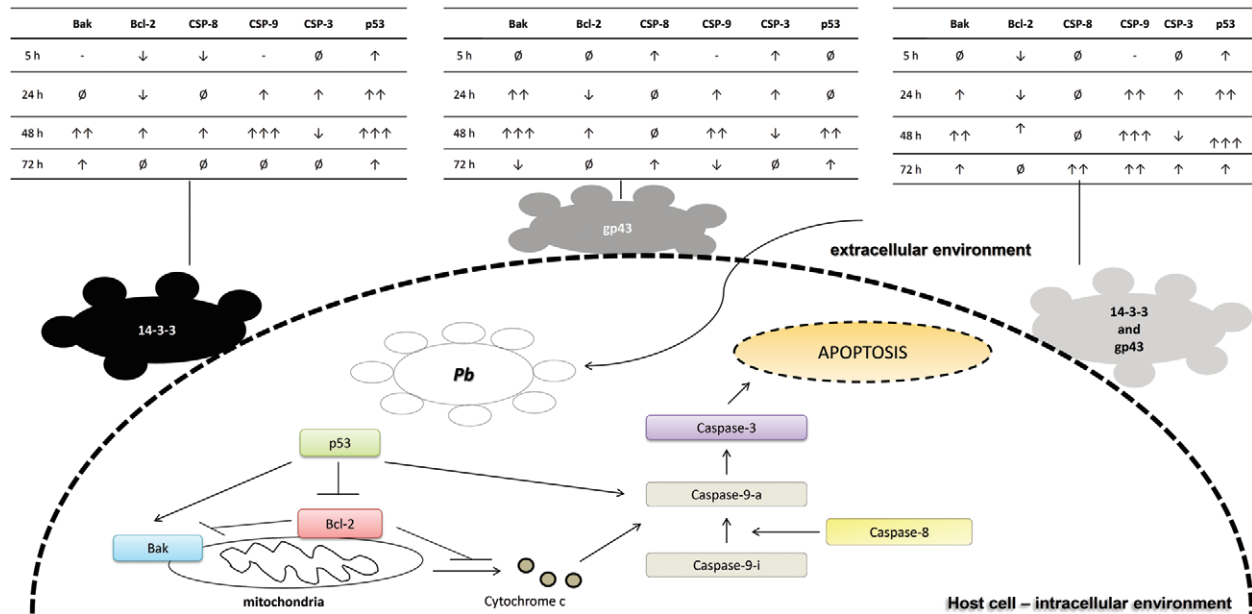 Bak Bcl-2 CSP-8 CSP-9 CSP-3 p53
5 h - ↓ ↓ - Ø ↑
24 h Ø ↓ Ø ↑ ↑ ↑↑
48 h ↑↑ ↑ ↑ ↑↑↑ ↓ ↑↑↑
72 h ↑ Ø Ø Ø Ø ↑
Bak Bcl-2 CSP-8 CSP-9 CSP-3 p53
5 h Ø Ø ↑ - ↑ Ø
24 h ↑↑ ↓ Ø ↑ ↑ Ø
48 h ↑↑↑ ↑ Ø ↑↑ ↓ ↑↑
72 h ↓ Ø ↑ ↓ Ø ↑
Bak Bcl-2 CSP-8 CSP-9 CSP-3 p53
5 h Ø ↓ Ø - Ø ↑
24 h ↑ ↓ Ø ↑↑ ↑ ↑↑
48 h ↑↑ ↑ Ø ↑↑↑ ↓ ↑↑↑
72 h ↑ Ø ↑↑ ↑↑ ↑ ↑
gp43
extracellular environment
14-3-3
14-3-3
and
gp43
Pb
APOPTOSIS
Caspase-3
p53
Caspase-9-a
Bcl-2
Caspase-8
Bak
Caspase-9-i
mitochondria
Cytochrome c
Host cell – intracellular environment